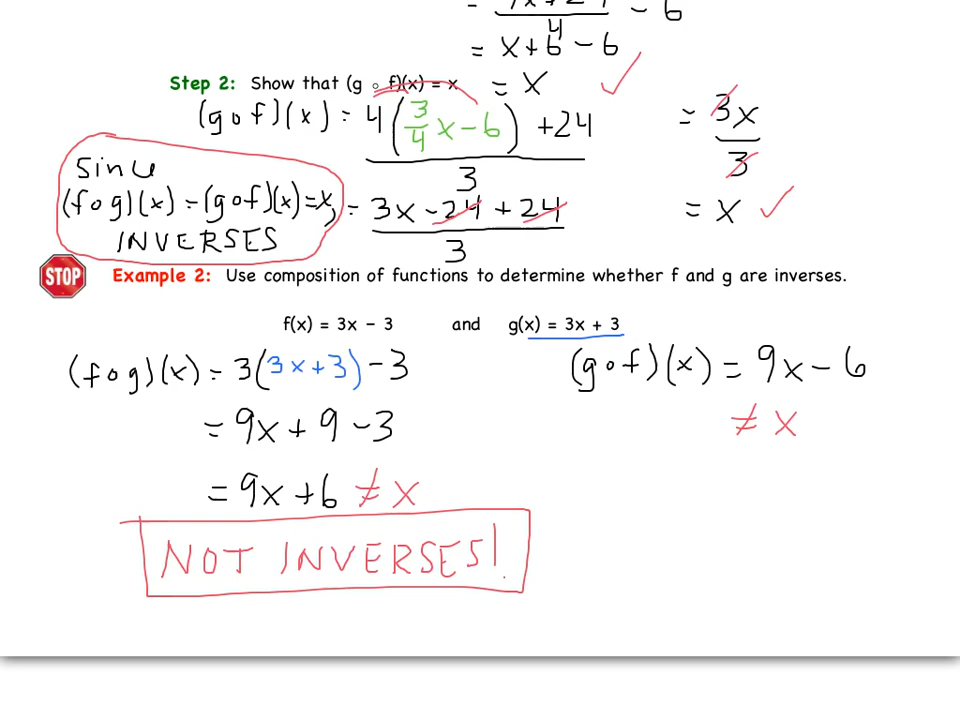 = x + 6 - 6
Step 2: Show that (g ∘ f)(x) = x
= x ✓
(g o f)(x) = 4(3/4 x - 6) + 24 / 3
= 3x / 3
Since
(f o g)(x) = (g o f)(x) = x,
INVERSES
= 3x - 24 + 24 / 3
= x ✓
STOP
Example 2: Use composition of functions to determine whether f and g are inverses.
f(x) = 3x – 3 and g(x) = 3x + 3
(f o g)(x) = 3(3x + 3) - 3
= 9x + 9 - 3
= 9x + 6 ≠ x
(g o f)(x) = 9x - 6
≠ x
NOT INVERSES!